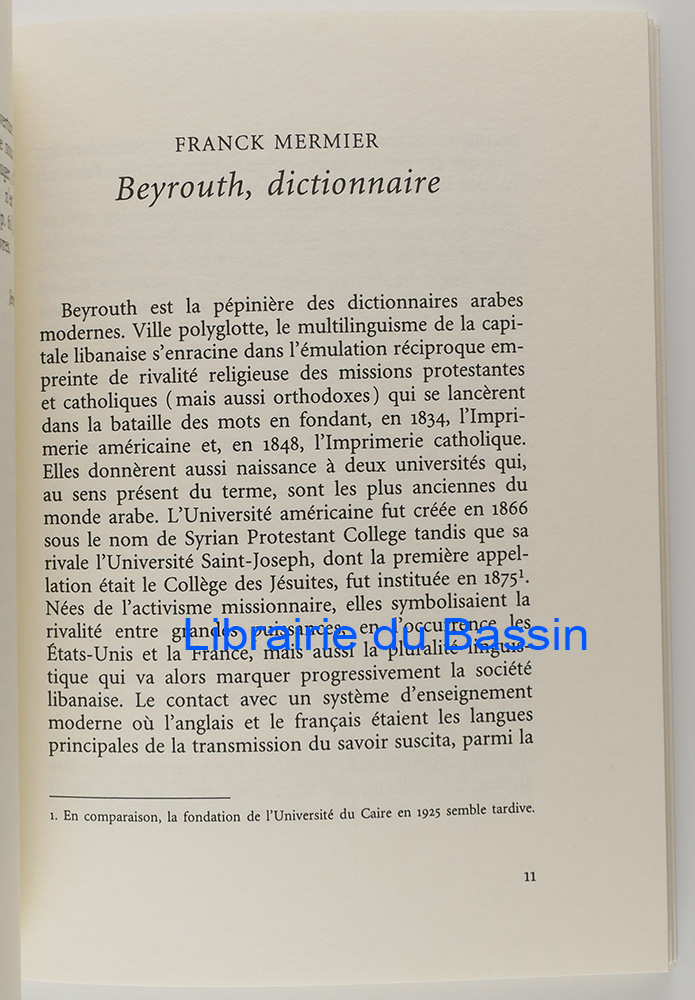 FRANCK MERMIER
Beyrouth, dictionnaire
Beyrouth est la pépinière des dictionnaires arabes
modernes. Ville polyglotte, le multilinguisme de la capi-
tale libanaise s’enracine dans l’émulation réciproque em-
preinte de rivalité religieuse des missions protestantes
et catholiques (mais aussi orthodoxes) qui se lancèrent
dans la bataille des mots en fondant, en 1834, l’Impri-
merie américaine et, en 1848, l’Imprimerie catholique.
Elles donnèrent aussi naissance à deux universités qui,
au sens présent du terme, sont les plus anciennes du
monde arabe. L’Université américaine fut créée en 1866
sous le nom de Syrian Protestant College tandis que sa
rivale l’Université Saint-Joseph, dont la première appel-
lation était le Collège des Jésuites, fut instituée en 1875¹.
Nées de l’activisme missionnaire, elles symbolisaient la
rivalité entre grandes puissances, en l’occurrence les
Librairie du Bassin
États-Unis et la France, mais aussi la pluralité linguis-
tique qui va alors marquer progressivement la société
libanaise. Le contact avec un système d’enseignement
moderne où l’anglais et le français étaient les langues
principales de la transmission du savoir suscita, parmi la
1. En comparaison, la fondation de l’Université du Caire en 1925 semble tardive.
11